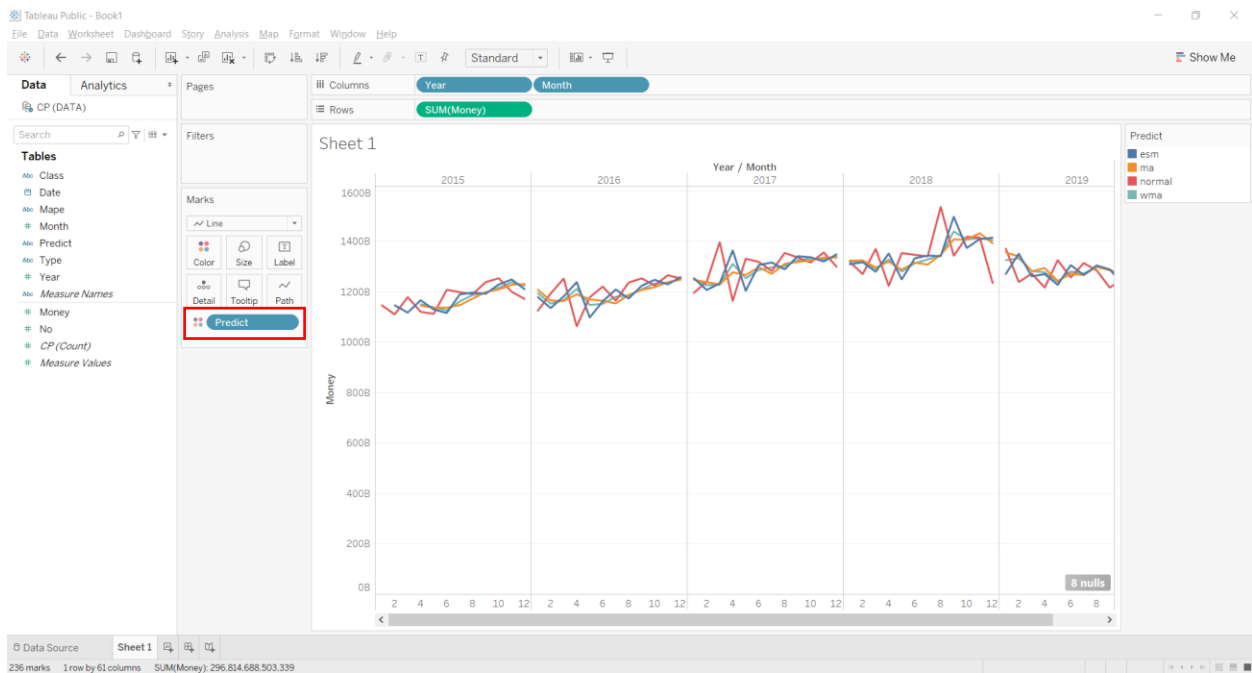 Tableau Public - Book1
File Data Worksheet Dashboard Story Analysis Map Format Window Help
Standard
Show Me
Data Analytics
Pages
Columns Year Month
CP (DATA)
Rows SUM(Money)
Search
Filters
Sheet 1
Predict
Tables
esm
Abc Class
ma
Date
normal
Abc Mape
wma
# Month
Marks
Abc Predict
Line
Abc Type
# Year
Color Size Label
Abc Measure Names
Detail Tooltip Path
# Money
Predict
# No
# CP (Count)
# Measure Values
Year / Month
2015 2016 2017 2018 2019
1600B
1400B
1200B
1000B
800B
600B
400B
200B
0B
Money
8 nulls
2 4 6 8 10 12 2 4 6 8 10 12 2 4 6 8 10 12 2 4 6 8 10 12 2 4 6 8
Data Source Sheet 1
236 marks 1 row by 61 columns SUM(Money): 296.814.688.503.339